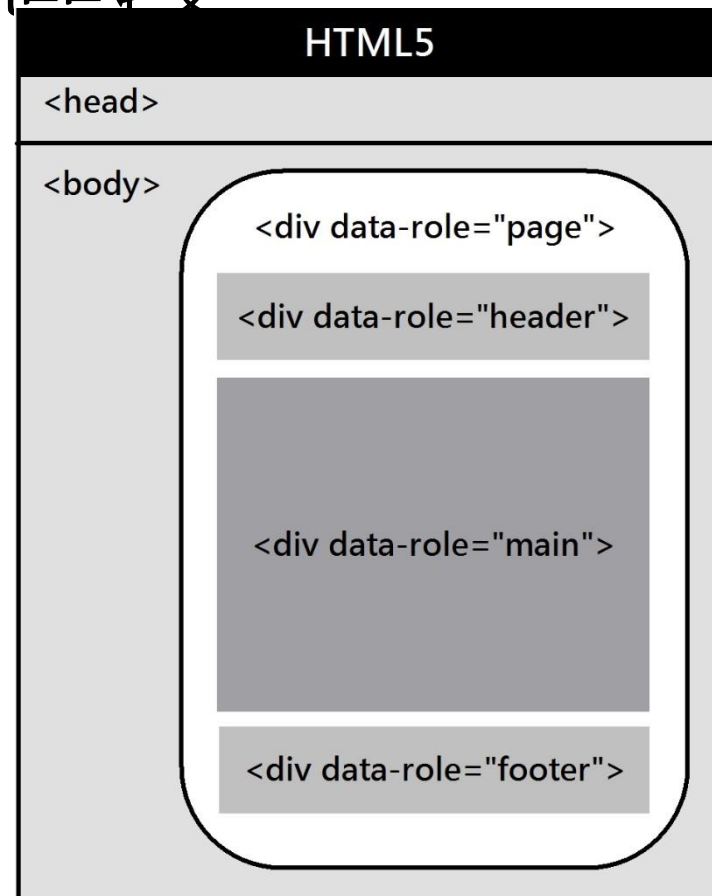 HTML5
<head>
<body>
<div data-role="page">
<div data-role="header">
<div data-role="main">
<div data-role="footer">